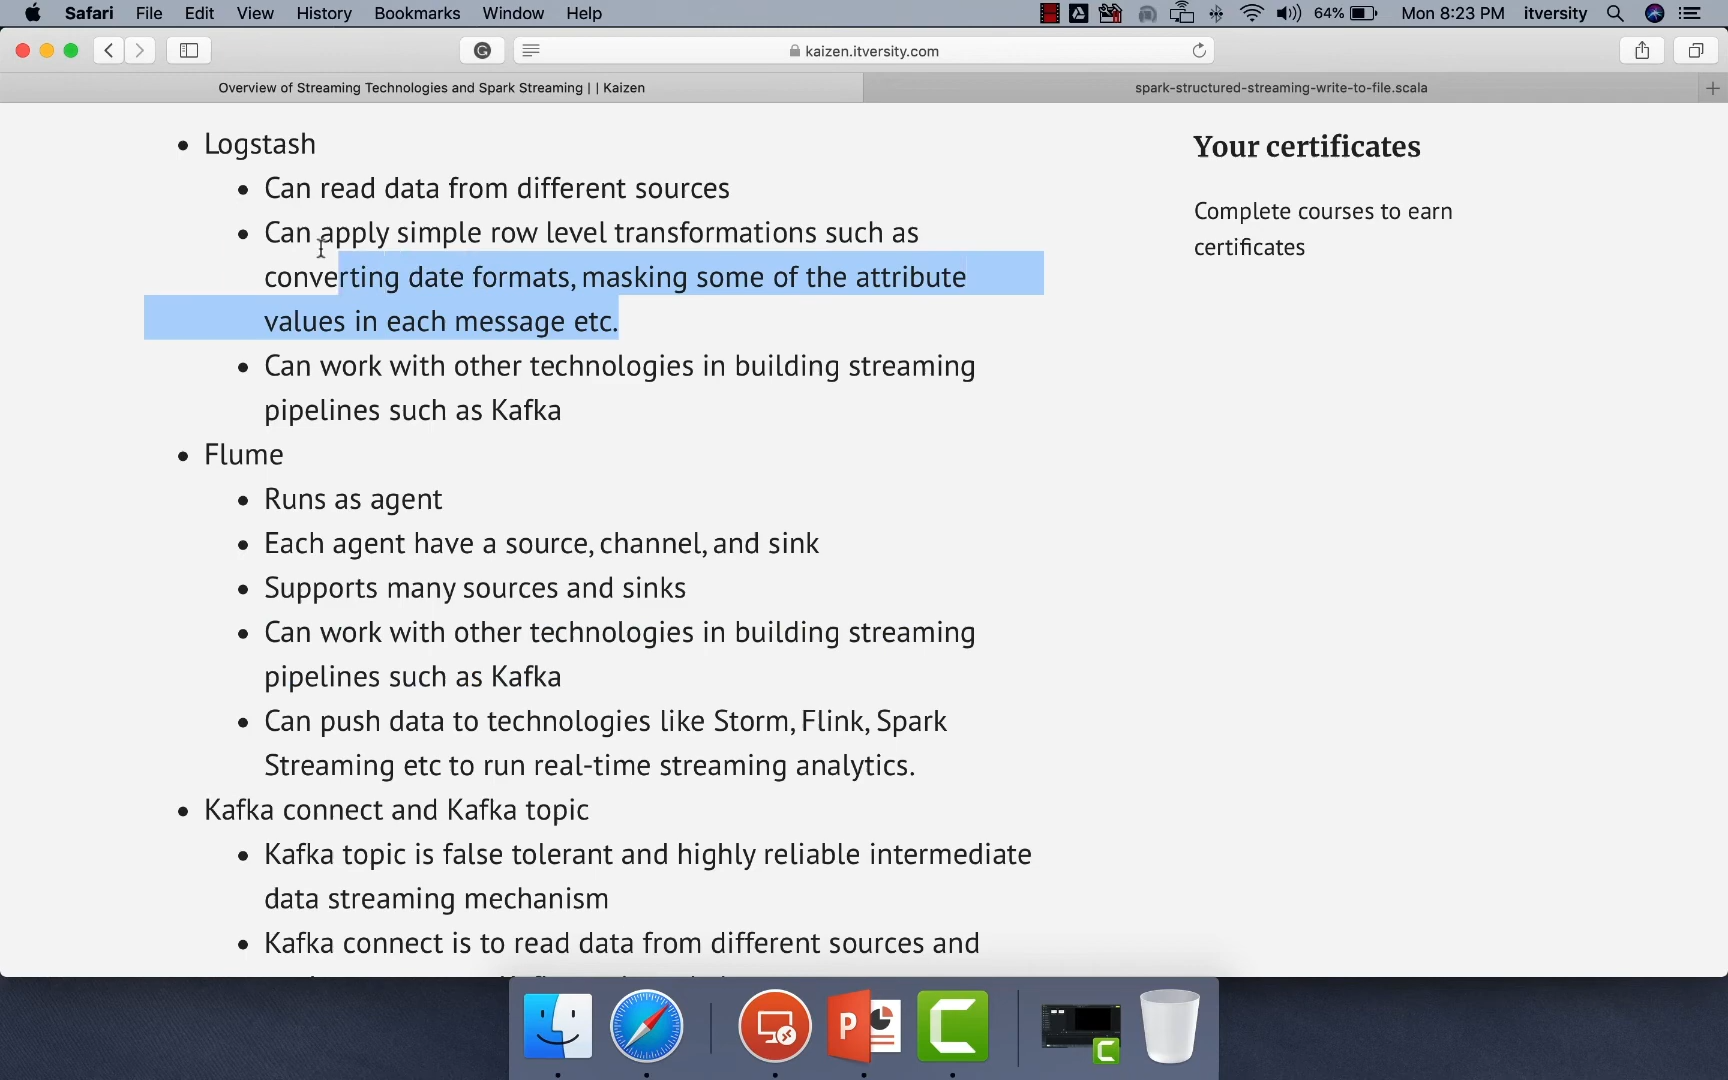 Safari File Edit View History Bookmarks Window Help 64% Mon 8:23 PM itversity
kaizen.itversity.com
Overview of Streaming Technologies and Spark Streaming | | Kaizen
spark-structured-streaming-write-to-file.scala
• Logstash
• Can read data from different sources
• Can apply simple row level transformations such as
converting date formats, masking some of the attribute
values in each message etc.
• Can work with other technologies in building streaming
pipelines such as Kafka
• Flume
• Runs as agent
• Each agent have a source, channel, and sink
• Supports many sources and sinks
• Can work with other technologies in building streaming
pipelines such as Kafka
• Can push data to technologies like Storm, Flink, Spark
Streaming etc to run real-time streaming analytics.
• Kafka connect and Kafka topic
• Kafka topic is false tolerant and highly reliable intermediate
data streaming mechanism
• Kafka connect is to read data from different sources and
Your certificates
Complete courses to earn
certificates